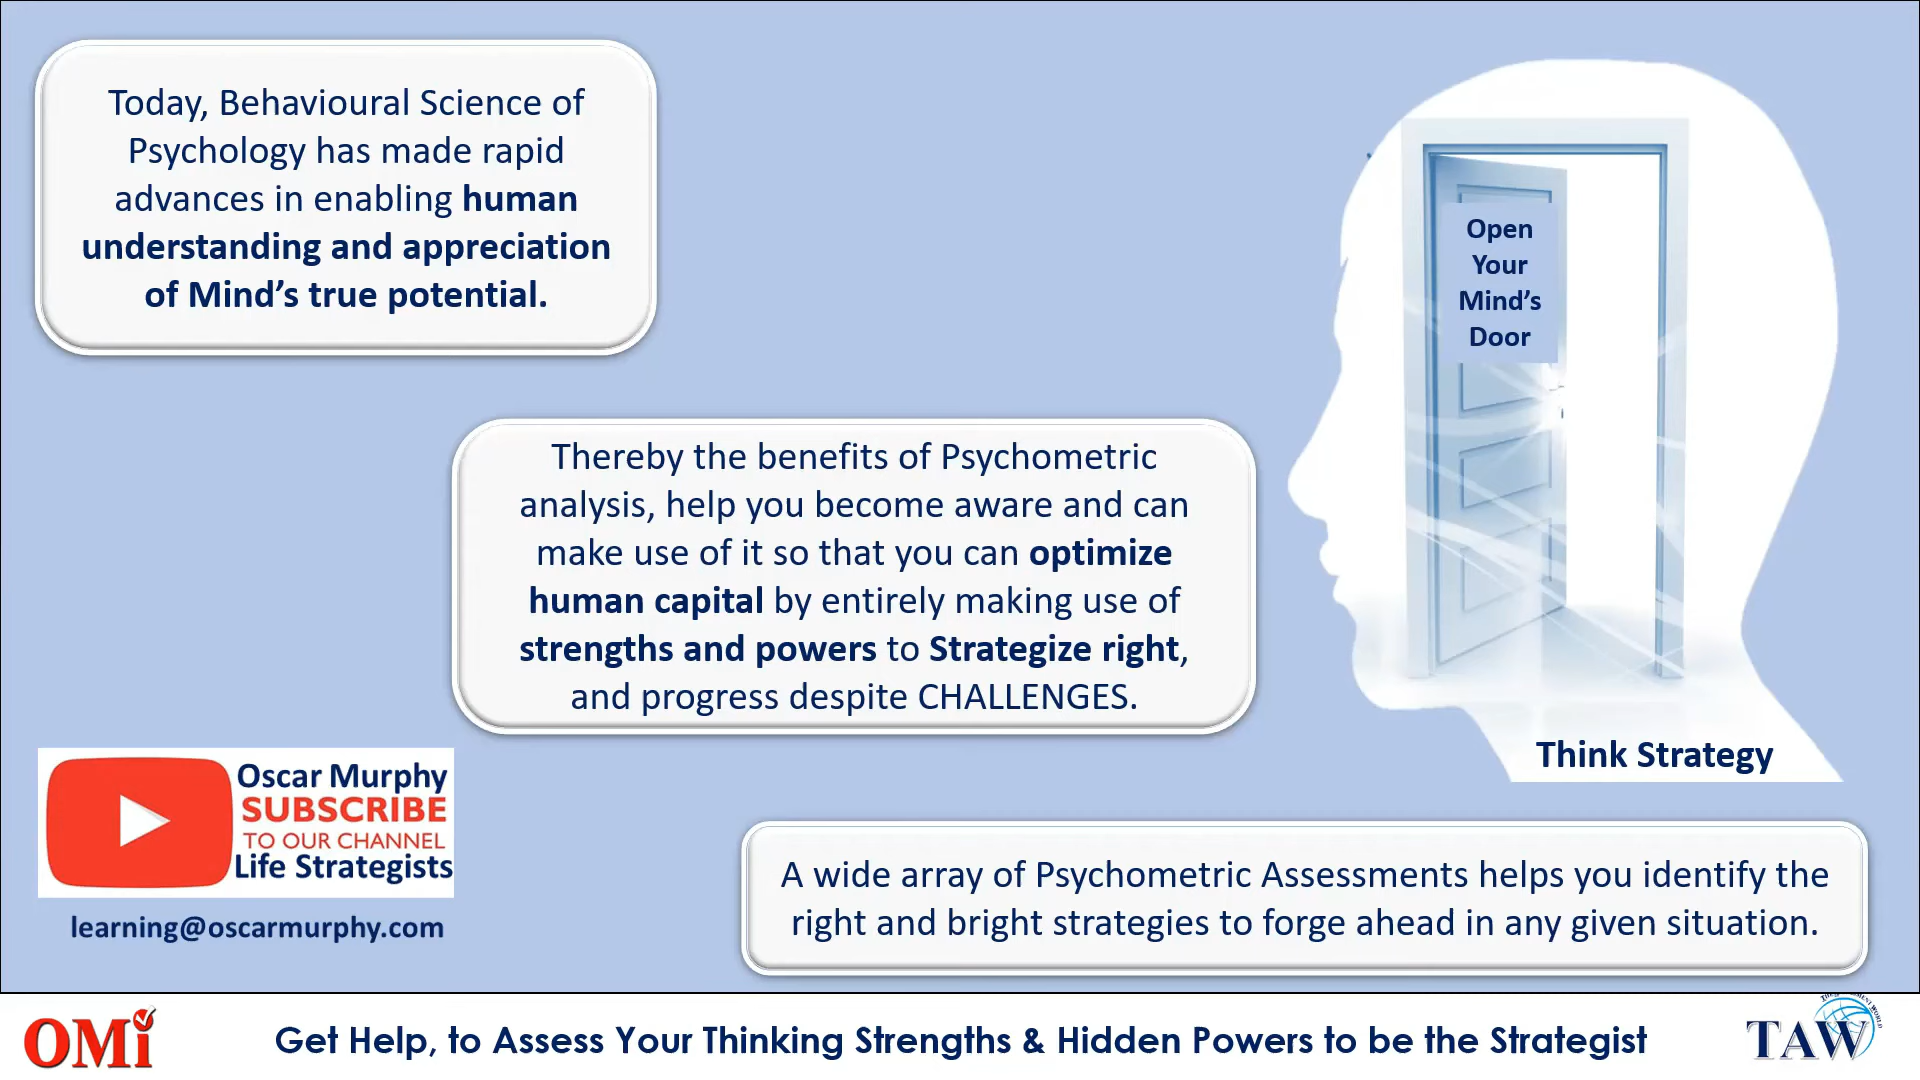 Today, Behavioural Science of
Psychology has made rapid
advances in enabling human
understanding and appreciation
of Mind's true potential.
Open
Your
Mind's
Door
Thereby the benefits of Psychometric
analysis, help you become aware and can
make use of it so that you can optimize
human capital by entirely making use of
strengths and powers to Strategize right,
and progress despite CHALLENGES.
Think Strategy
Oscar Murphy
SUBSCRIBE
TO OUR CHANNEL
Life Strategists
learning@oscarmurphy.com
A wide array of Psychometric Assessments helps you identify the
right and bright strategies to forge ahead in any given situation.
OMi
Get Help, to Assess Your Thinking Strengths & Hidden Powers to be the Strategist
TAW